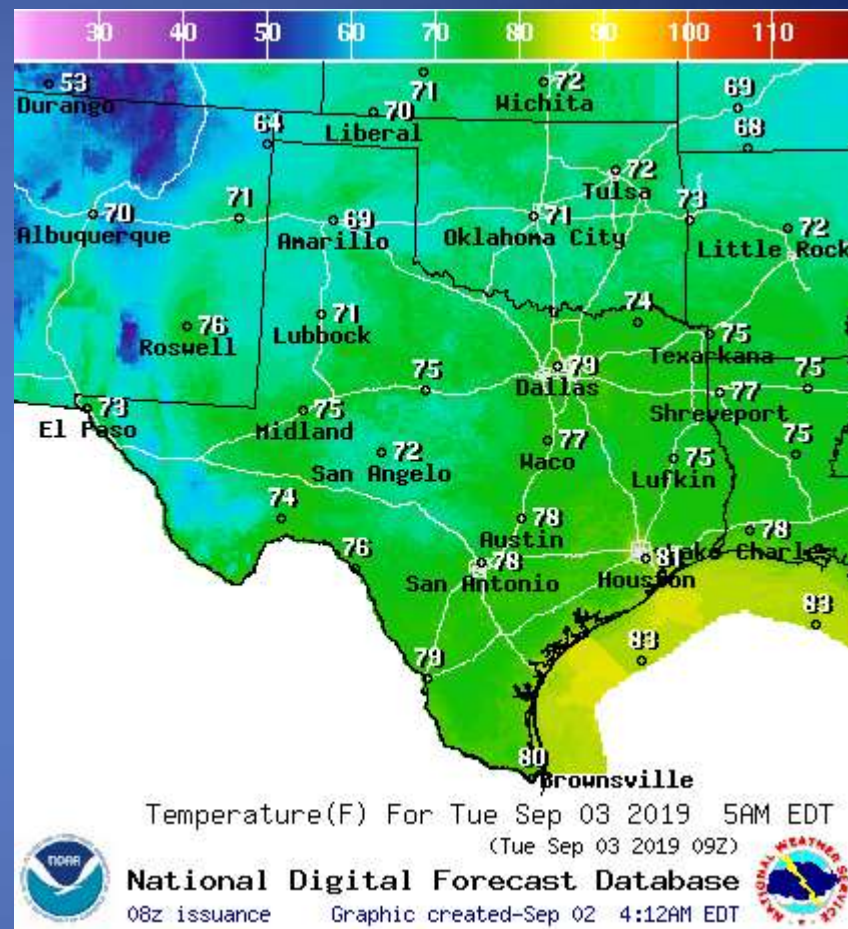 30 40 50 60 70 80 90 100 110
53
Durango
71
72
Wichita
69
70
Liberal
64
68
72
Tulsa
70
Albuquerque
71
69
Amarillo
71
Oklahoma City
73
72
Little Rock
76
Roswell
71
Lubbock
74
75
Texarkana
79
Dallas
75
77
Shreveport
75
73
El Paso
75
Midland
72
San Angelo
77
Waco
75
Lufkin
75
74
78
Austin
78
Lake Charles
76
78
San Antonio
81
Houston
83
83
79
80
Brownsville
Temperature(F) For Tue Sep 03 2019 5AM EDT
(Tue Sep 03 2019 09Z)
National Digital Forecast Database
08z issuance Graphic created-Sep 02 4:12AM EDT
NOAA
NATIONAL WEATHER SERVICE